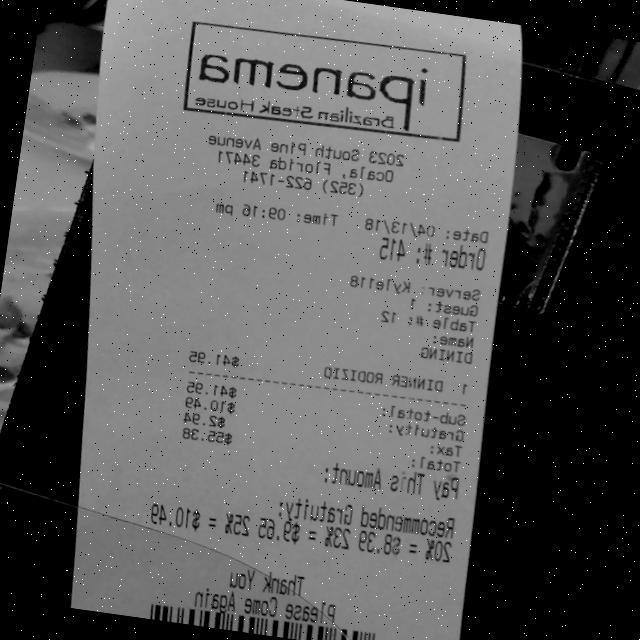 ipanema
Brazilian Steak House
2023 South Pine Avenue
Ocala, Florida 34471
(352) 622-1741
Date: 04/13/18 Time: 09:16 pm
Order #: 415
Server: Kyle118
Guest: 1
Table #: 12
Name:
DINING
1 DINNER RODIZIO $41.95
Sub-total: $41.95
Gratuity: $10.49
Tax: $2.94
Total: $55.38
Pay This Amount:
Recommended Gratuity:
20% = $8.39 23% = $9.65 25% = $10.49
Thank You
Please Come Again